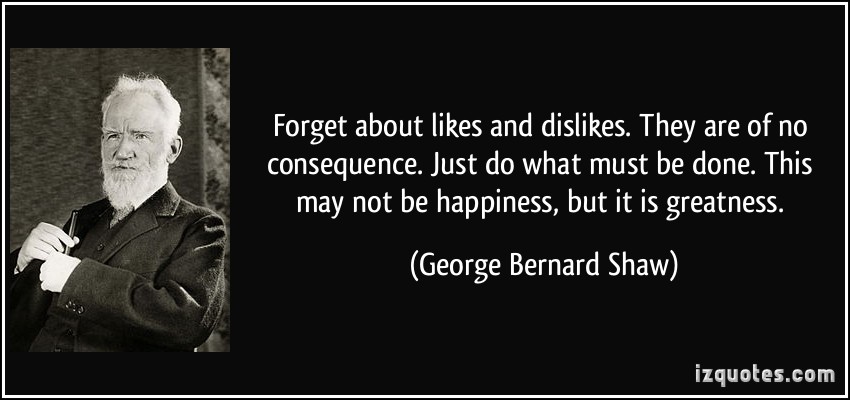 Forget about likes and dislikes. They are of no
consequence. Just do what must be done. This
may not be happiness, but it is greatness.
(George Bernard Shaw)
izquotes.com